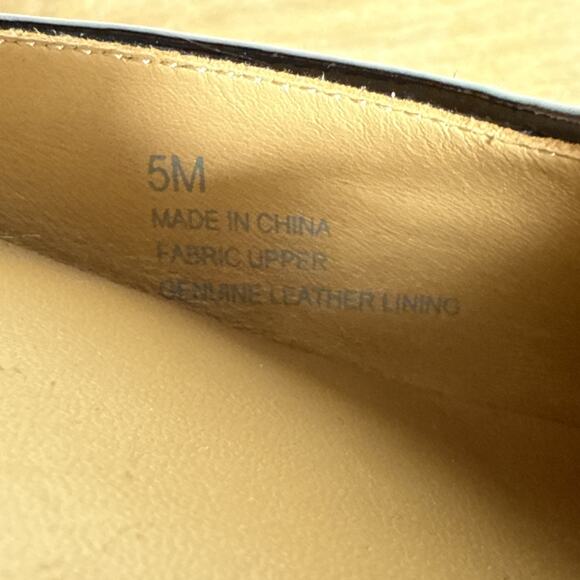 5M
MADE IN CHINA
FABRIC UPPER
GENUINE LEATHER LINING